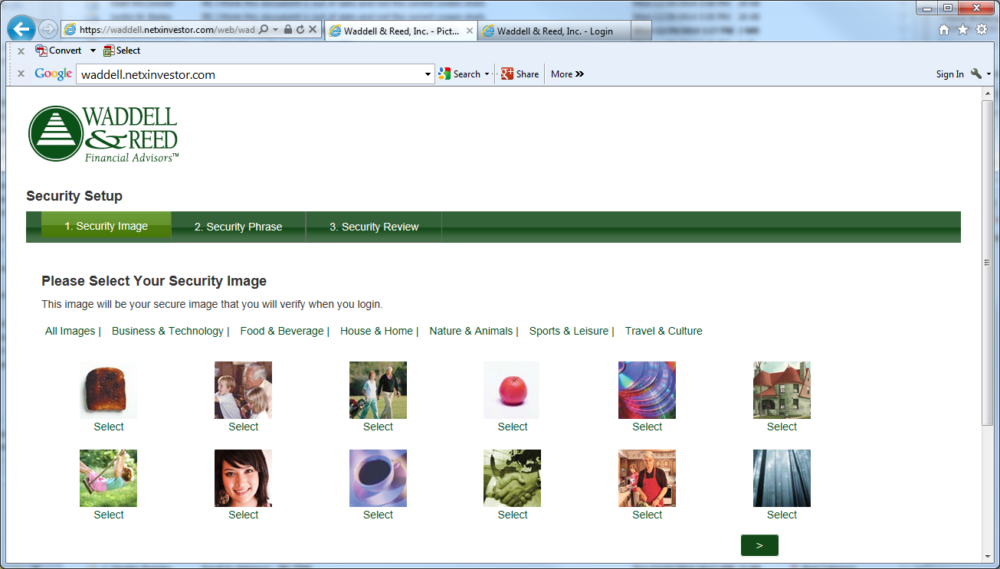 https://waddell.netxinvestor.com/web/wad
Waddell & Reed, Inc. - Pict...
Waddell & Reed, Inc. - Login
x Convert Select
x Google waddell.netxinvestor.com Search Share More »
Sign In
WADDELL
& REED
Financial Advisors™
Security Setup
1. Security Image 2. Security Phrase 3. Security Review
Please Select Your Security Image
This image will be your secure image that you will verify when you login.
All Images | Business & Technology | Food & Beverage | House & Home | Nature & Animals | Sports & Leisure | Travel & Culture
Select Select Select Select Select Select
Select Select Select Select Select Select
>